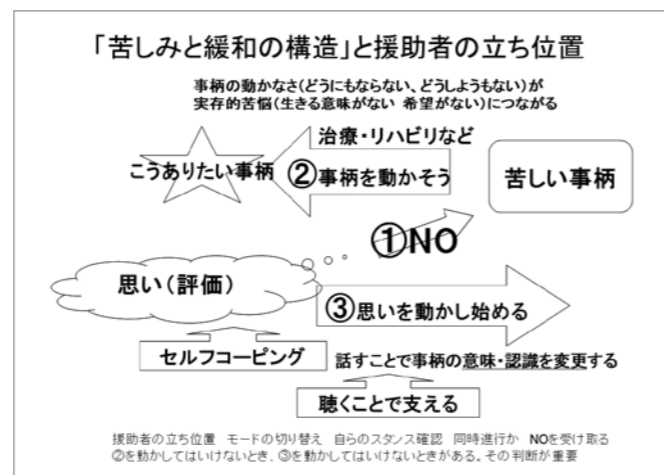 「苦しみと緩和の構造」と援助者の立ち位置
事柄の動かなさ(どうにもならない、どうしようもない)が
実存的苦悩(生きる意味がない 希望がない)につながる
治療・リハビリなど
こうありたい事柄
②事柄を動かそう
苦しい事柄
①NO
思い(評価)
③思いを動かし始める
セルフコーピング
話すことで事柄の意味・認識を変更する
聴くことで支える
援助者の立ち位置 モードの切り替え 自らのスタンス確認 同時進行か NOを受け取る
②を動かしてはいけないとき、③を動かしてはいけないときがある。その判断が重要